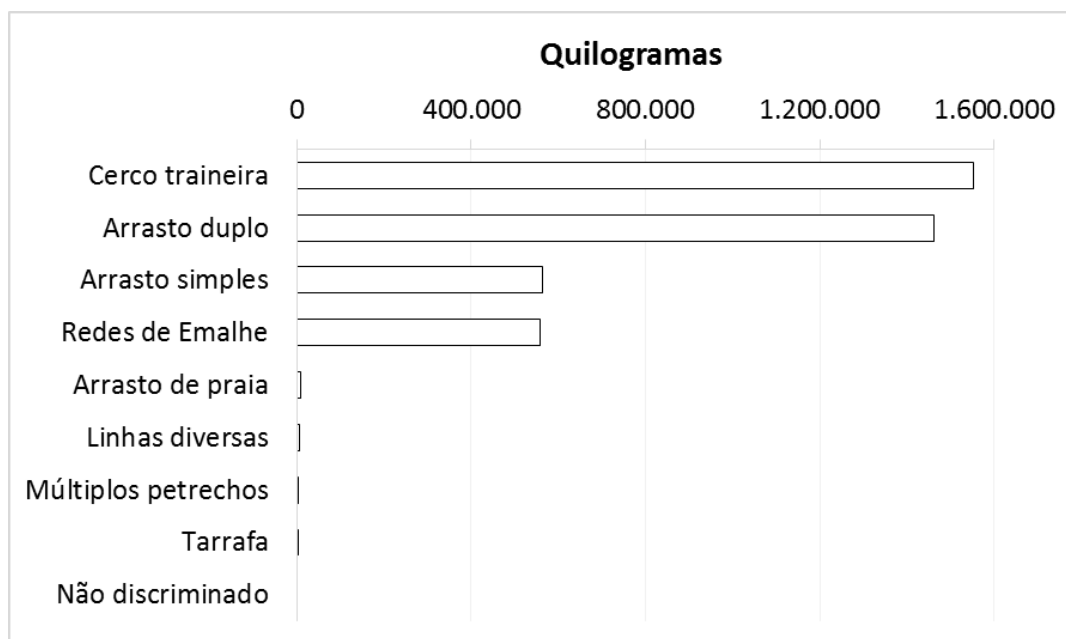 Quilogramas
0 400.000 800.000 1.200.000 1.600.000
Cerco traineira
Arrasto duplo
Arrasto simples
Redes de Emalhe
Arrasto de praia
Linhas diversas
Múltiplos petrechos
Tarrafa
Não discriminado